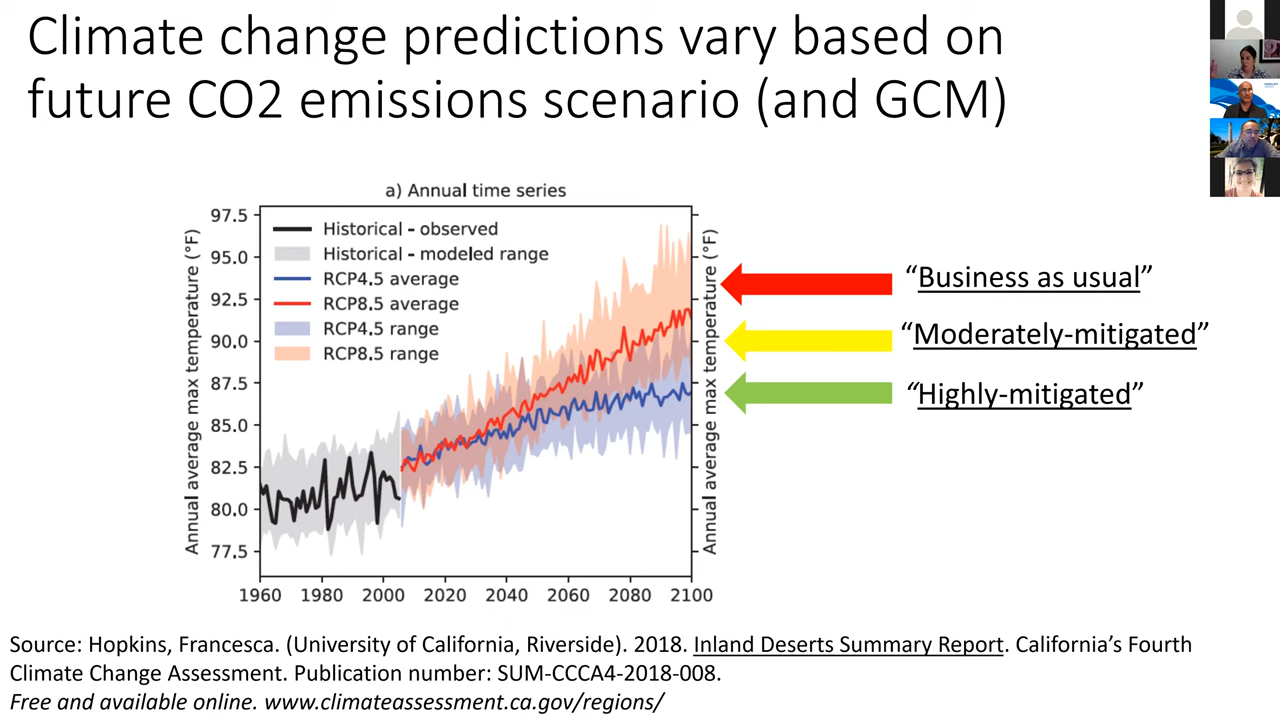 Climate change predictions vary based on
future CO2 emissions scenario (and GCM)
a) Annual time series
Annual average max temperature (°F)
97.5
95.0
92.5
90.0
87.5
85.0
82.5
80.0
77.5
Historical - observed
Historical - modeled range
RCP4.5 average
RCP8.5 average
RCP4.5 range
RCP8.5 range
Annual average max temperature (°F)
1960 1980 2000 2020 2040 2060 2080 2100
“Business as usual”
“Moderately-mitigated”
“Highly-mitigated”
Source: Hopkins, Francesca. (University of California, Riverside). 2018. Inland Deserts Summary Report. California’s Fourth
Climate Change Assessment. Publication number: SUM-CCCA4-2018-008.
Free and available online. www.climateassessment.ca.gov/regions/